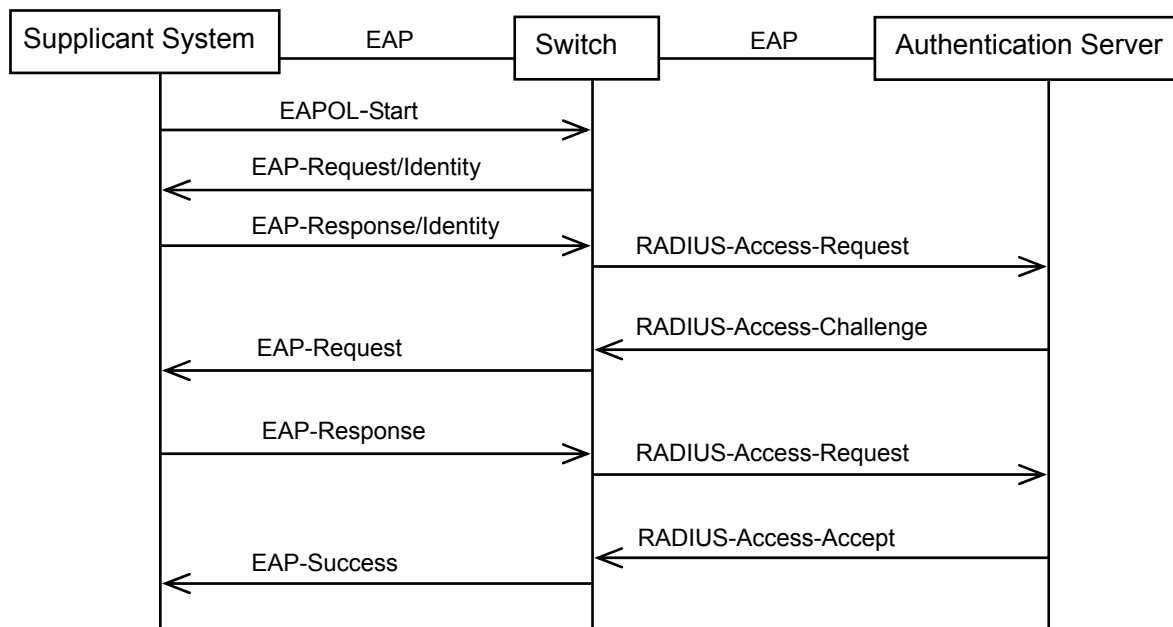 Supplicant System
EAP
Switch
EAP
Authentication Server
EAPOL-Start
EAP-Request/Identity
EAP-Response/Identity
RADIUS-Access-Request
RADIUS-Access-Challenge
EAP-Request
EAP-Response
RADIUS-Access-Request
RADIUS-Access-Accept
EAP-Success